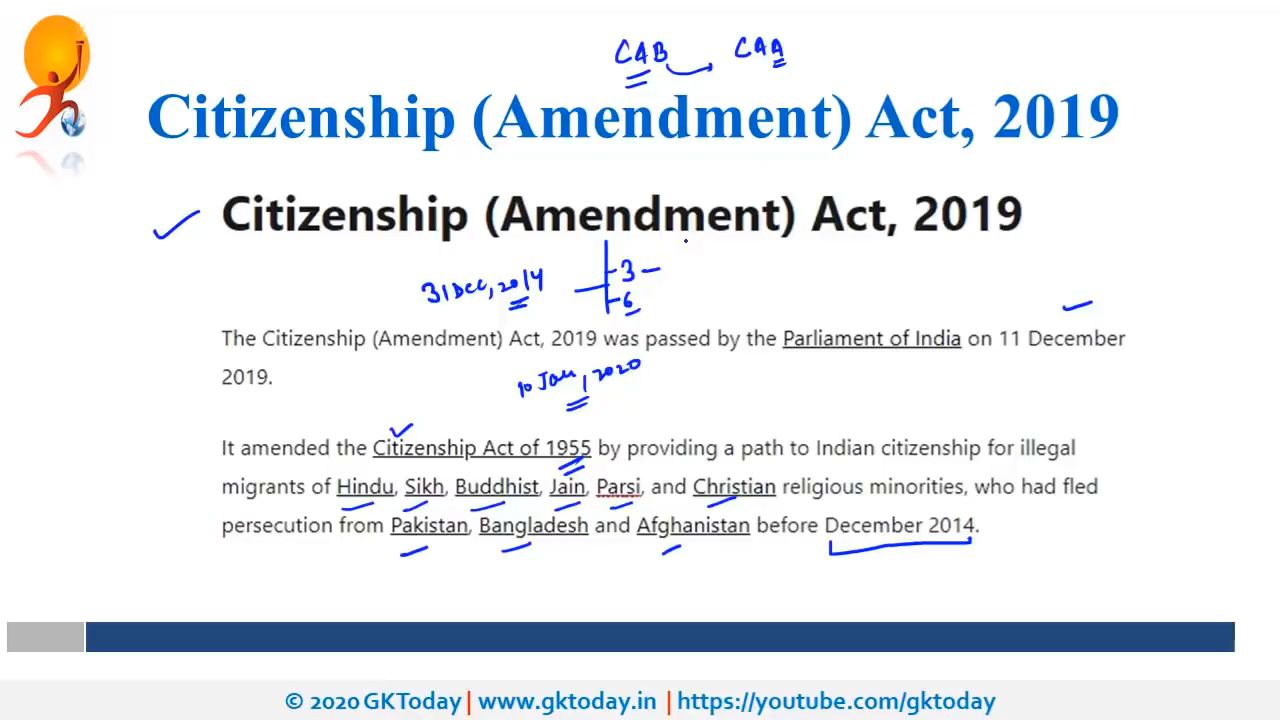 CAB CAA
Citizenship (Amendment) Act, 2019
Citizenship (Amendment) Act, 2019
31 Dec, 2014
3
6
The Citizenship (Amendment) Act, 2019 was passed by the Parliament of India on 11 December
2019.
10 Jan, 2020
It amended the Citizenship Act of 1955 by providing a path to Indian citizenship for illegal
migrants of Hindu, Sikh, Buddhist, Jain, Parsi, and Christian religious minorities, who had fled
persecution from Pakistan, Bangladesh and Afghanistan before December 2014.
© 2020 GKToday | www.gktoday.in | https://youtube.com/gktoday